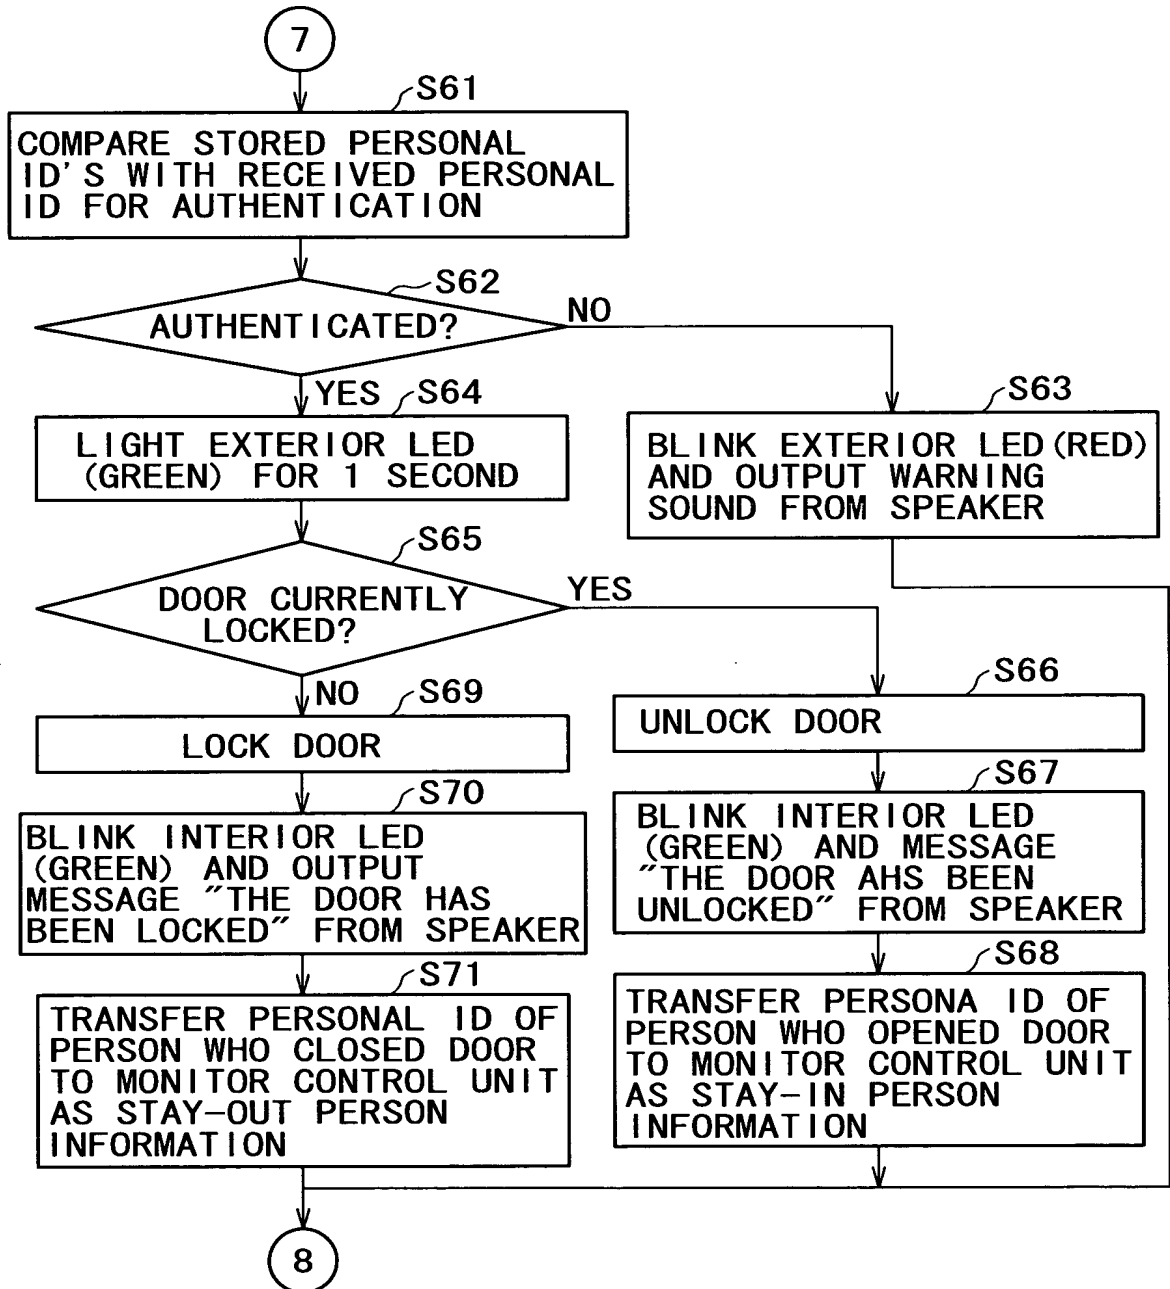 7
S61
COMPARE STORED PERSONAL
ID'S WITH RECEIVED PERSONAL
ID FOR AUTHENTICATION
S62
AUTHENTICATED?
NO
YES
S64
LIGHT EXTERIOR LED
(GREEN) FOR 1 SECOND
S63
BLINK EXTERIOR LED (RED)
AND OUTPUT WARNING
SOUND FROM SPEAKER
S65
DOOR CURRENTLY
LOCKED?
YES
NO
S69
LOCK DOOR
S66
UNLOCK DOOR
S70
BLINK INTERIOR LED
(GREEN) AND OUTPUT
MESSAGE "THE DOOR HAS
BEEN LOCKED" FROM SPEAKER
S67
BLINK INTERIOR LED
(GREEN) AND MESSAGE
"THE DOOR AHS BEEN
UNLOCKED" FROM SPEAKER
S71
TRANSFER PERSONAL ID OF
PERSON WHO CLOSED DOOR
TO MONITOR CONTROL UNIT
AS STAY-OUT PERSON
INFORMATION
S68
TRANSFER PERSONA ID OF
PERSON WHO OPENED DOOR
TO MONITOR CONTROL UNIT
AS STAY-IN PERSON
INFORMATION
8